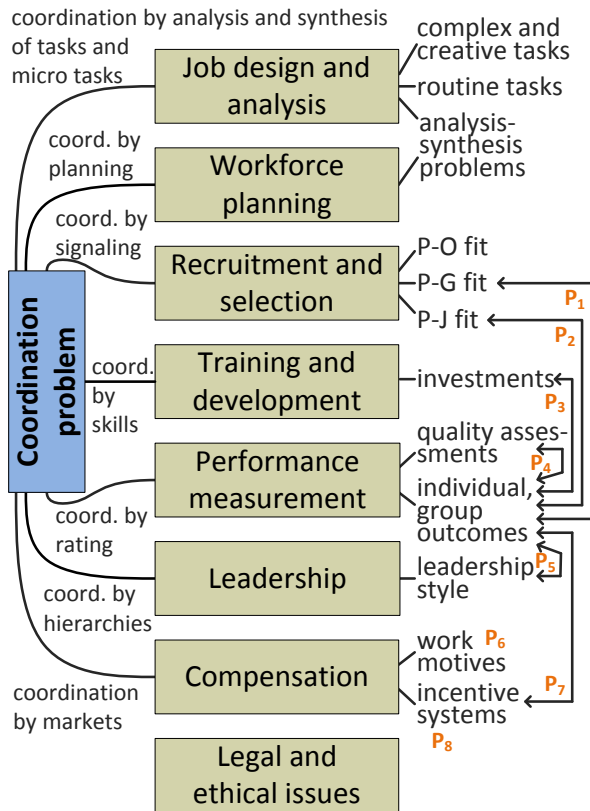 coordination by analysis and synthesis
of tasks and
micro tasks
Job design and
analysis
complex and
creative tasks
routine tasks
analysis-
synthesis
problems
coord. by
planning
Workforce
planning
coord. by
signaling
Recruitment and
selection
P-O fit
P-G fit
P-J fit
P1
P2
Coordination
problem
coord.
by
skills
Training and
development
investments
P3
Performance
measurement
quality asses-
sments
P4
individual,
group
outcomes
coord. by
rating
Leadership
leadership
style
P5
coord. by
hierarchies
Compensation
work
motives
P6
incentive
systems
P7
P8
coordination
by markets
Legal and
ethical issues